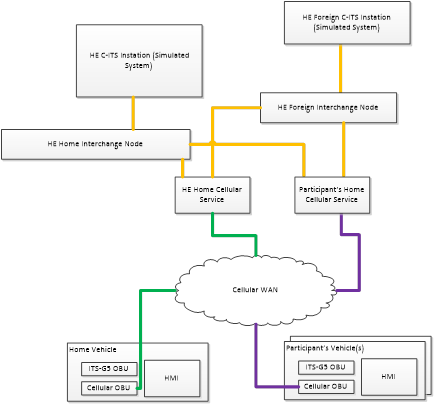 HE Foreign C-ITS Instation
(Simulated System)
HE C-ITS Instation (Simulated
System)
HE Foreign Interchange Node
HE Home Interchange Node
HE Home Cellular
Service
Participant's Home
Cellular Service
Cellular WAN
Home Vehicle
ITS-G5 OBU
Cellular OBU
HMI
Participant's Vehicle(s)
ITS-G5 OBU
Cellular OBU
HMI